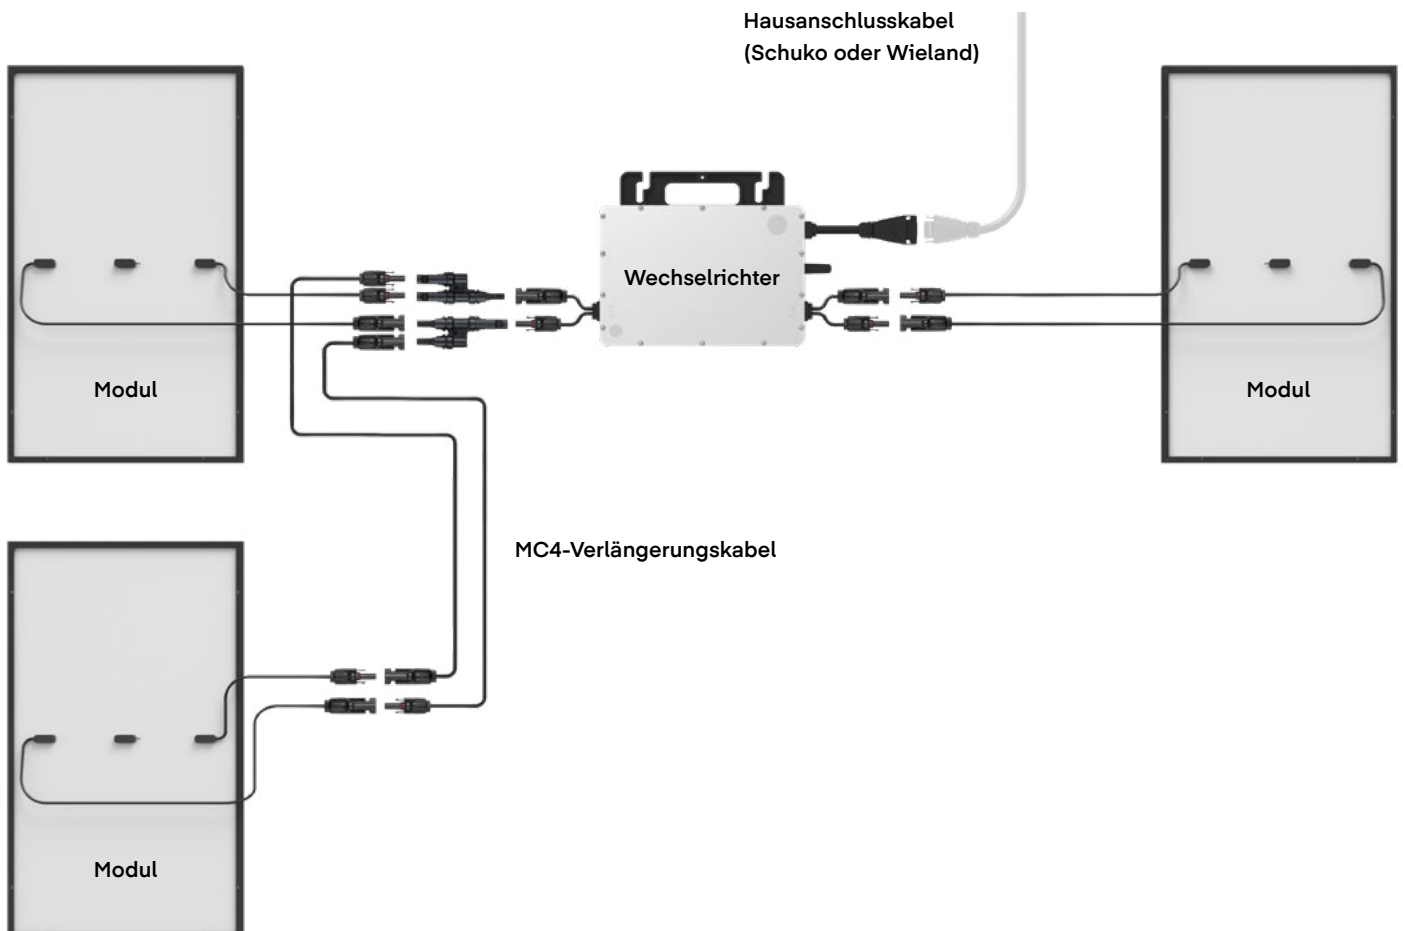 Hausanschlusskabel
(Schuko oder Wieland)
Wechselrichter
Modul
Modul
MC4-Verlängerungskabel
Modul